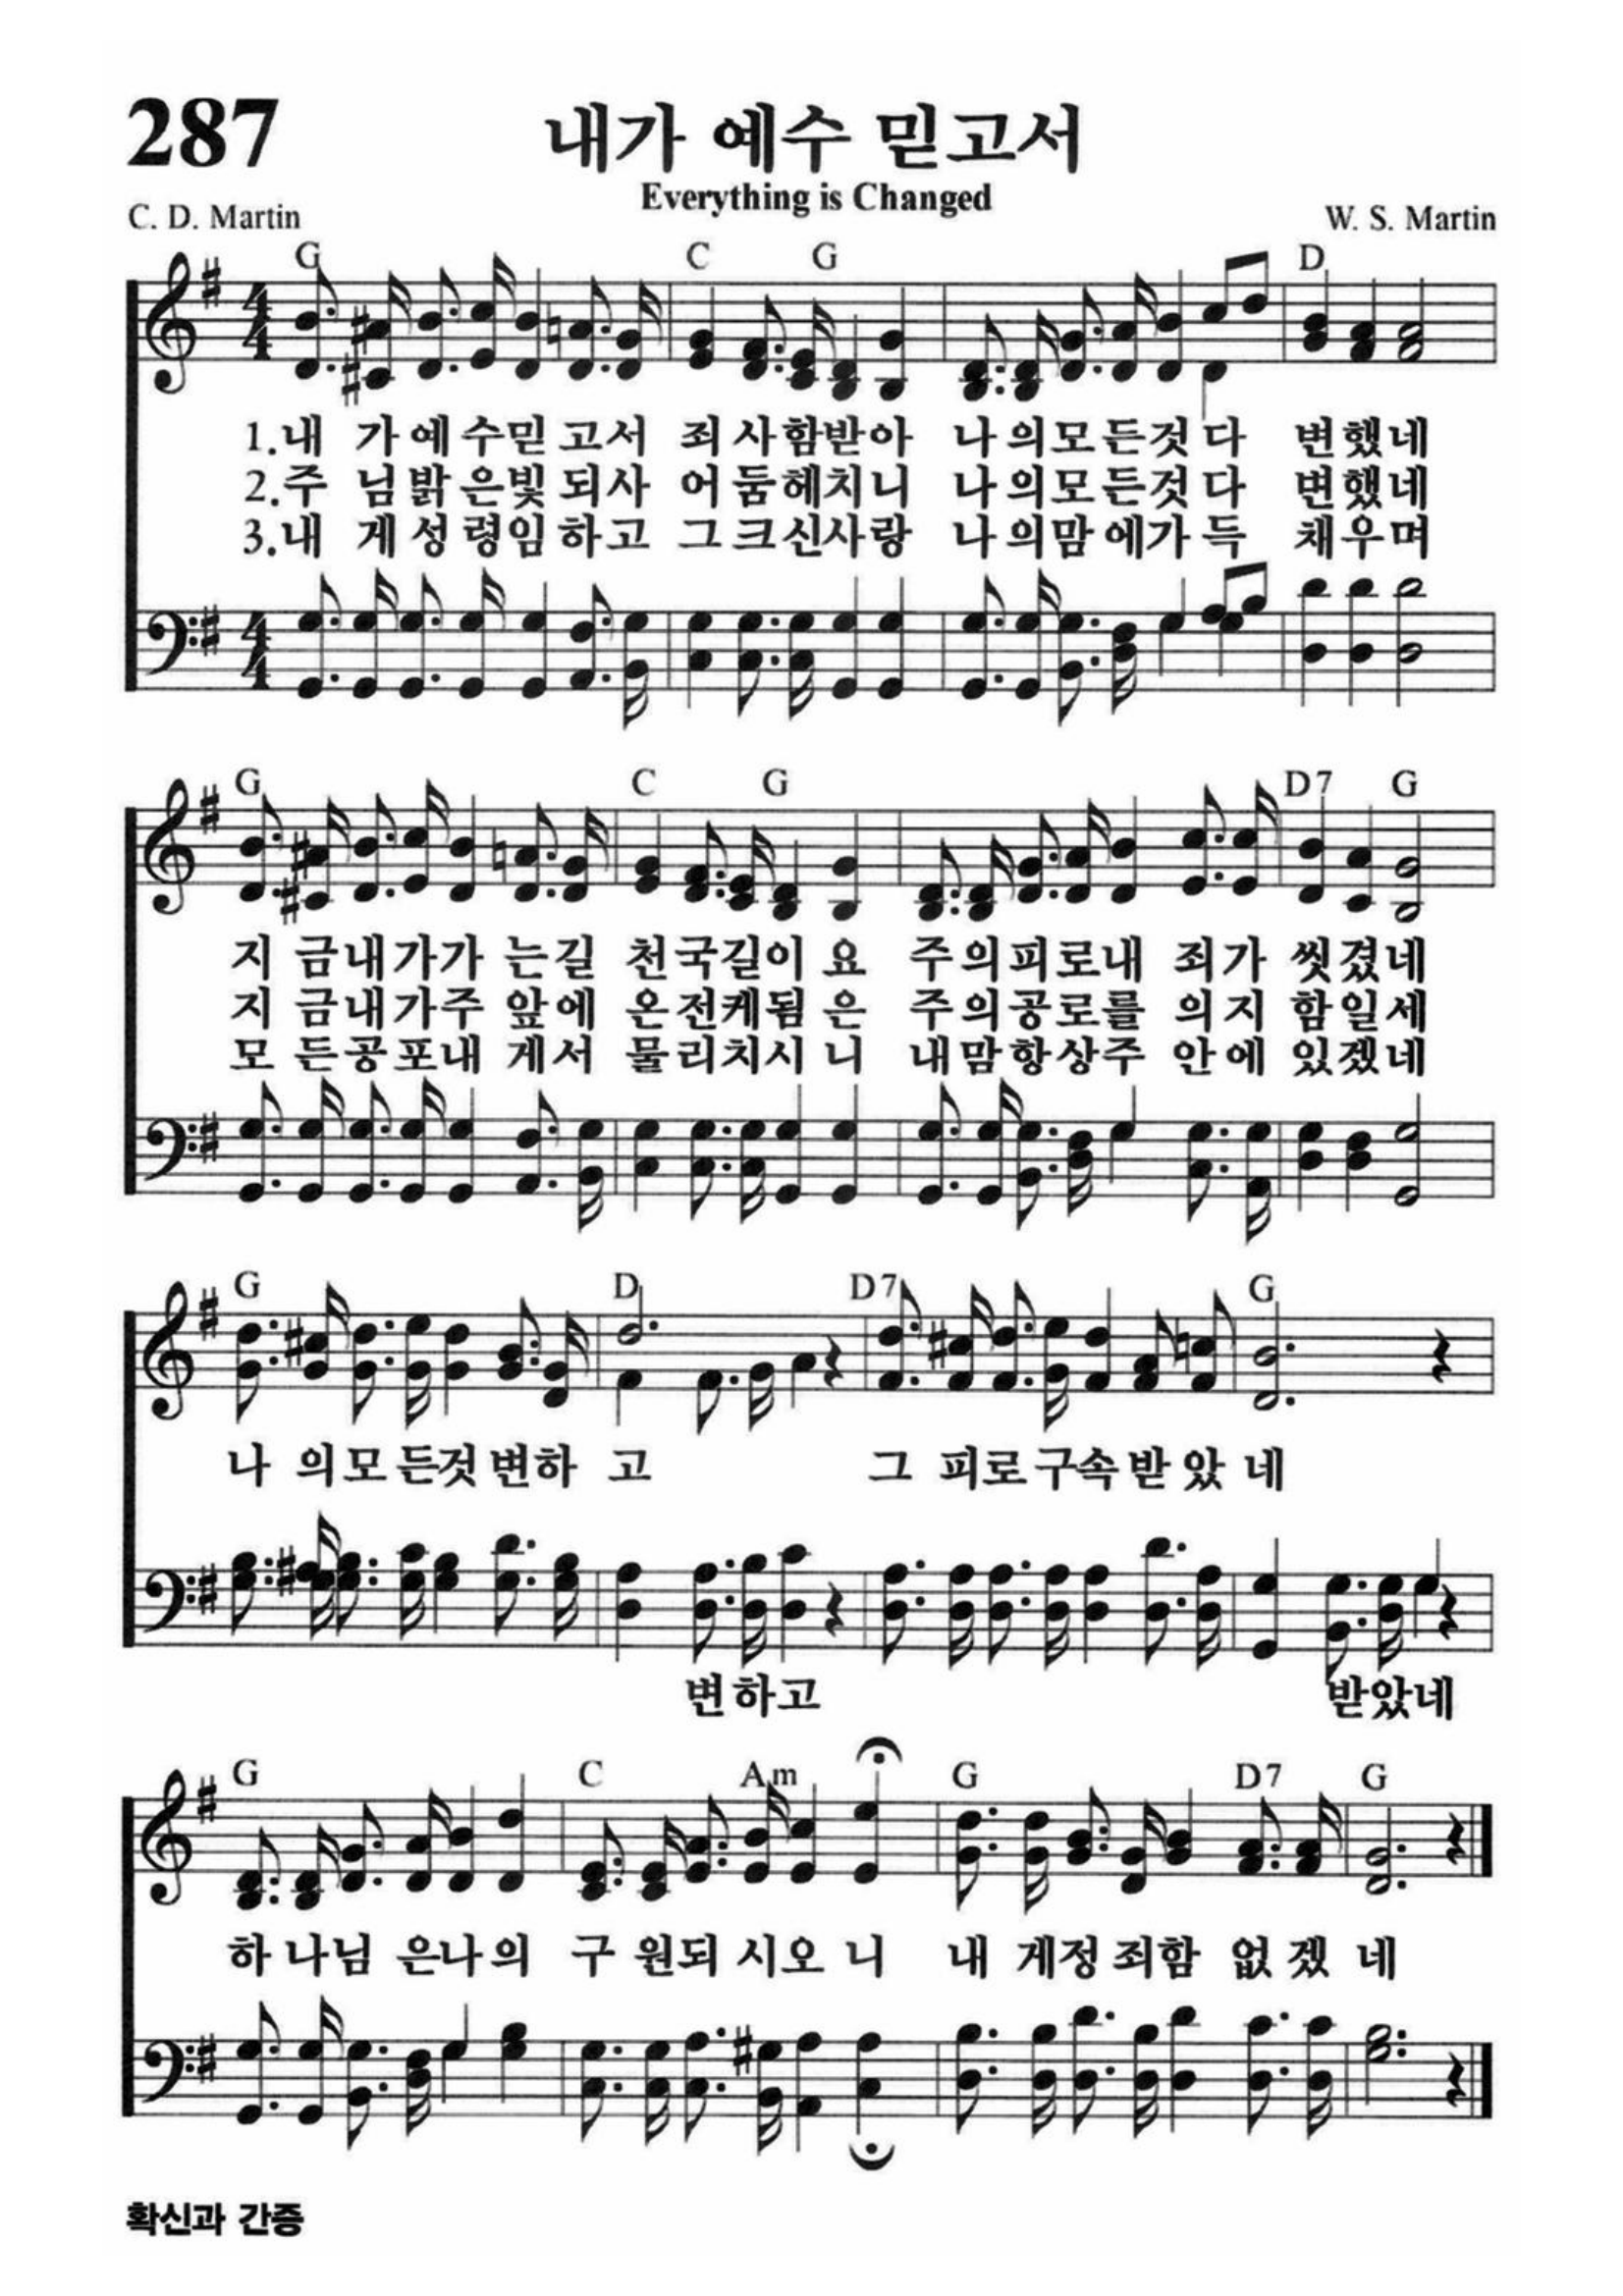 287
내가 예수 믿고서
Everything is Changed
C. D. Martin
W. S. Martin
G C G D
1.내 가예수믿고서 죄사함받아 나의모든것다 변했네
2.주 님밝은빛되사 어둠헤치니 나의모든것다 변했네
3.내 게성령임하고 그크신사랑 나의맘에가득 채우며
G C G D7 G
지 금내가가는길 천국길이요 주의피로내 죄가 씻겼네
지 금내가주앞에 온전케됨은 주의공로를 의지 함일세
모 든공포내게서 물리치시니 내맘항상주 안에 있겠네
G D D7 G
나 의모든것변하고 그 피로구속받았네
변하고 받았네
G C Am G D7 G
하나님 은나의 구 원되 시오니 내 게정죄함 없겠네
확신과 간증